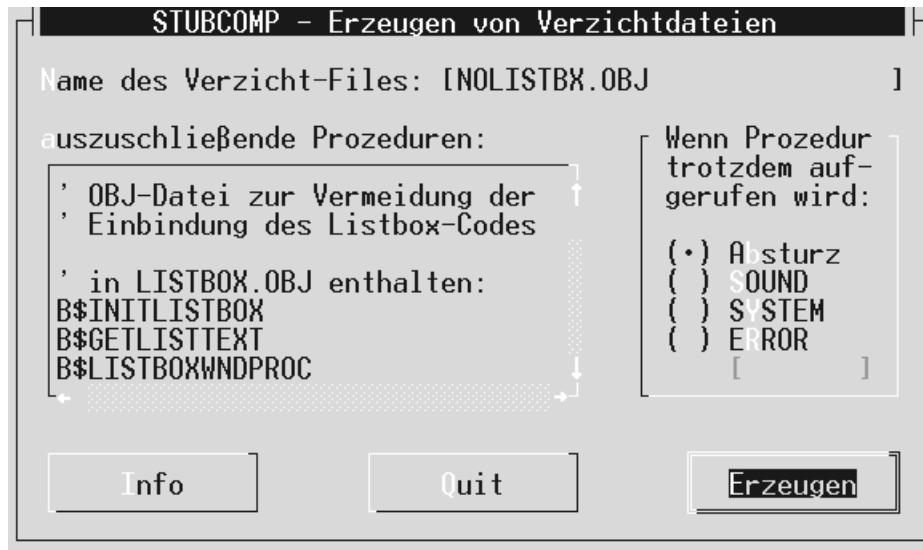 STUBCOMP - Erzeugen von Verzichtdateien
Name des Verzicht-Files: [NOLISTBX.OBJ ]
auszuschließende Prozeduren:
' OBJ-Datei zur Vermeidung der
' Einbindung des Listbox-Codes
' in LISTBOX.OBJ enthalten:
B$INITLISTBOX
B$GETLISTTEXT
B$LISTBOXWNDPROC
Wenn Prozedur
trotzdem auf-
gerufen wird:
(•) Absturz
( ) SOUND
( ) SYSTEM
( ) ERROR
[ ]
Info
Quit
Erzeugen